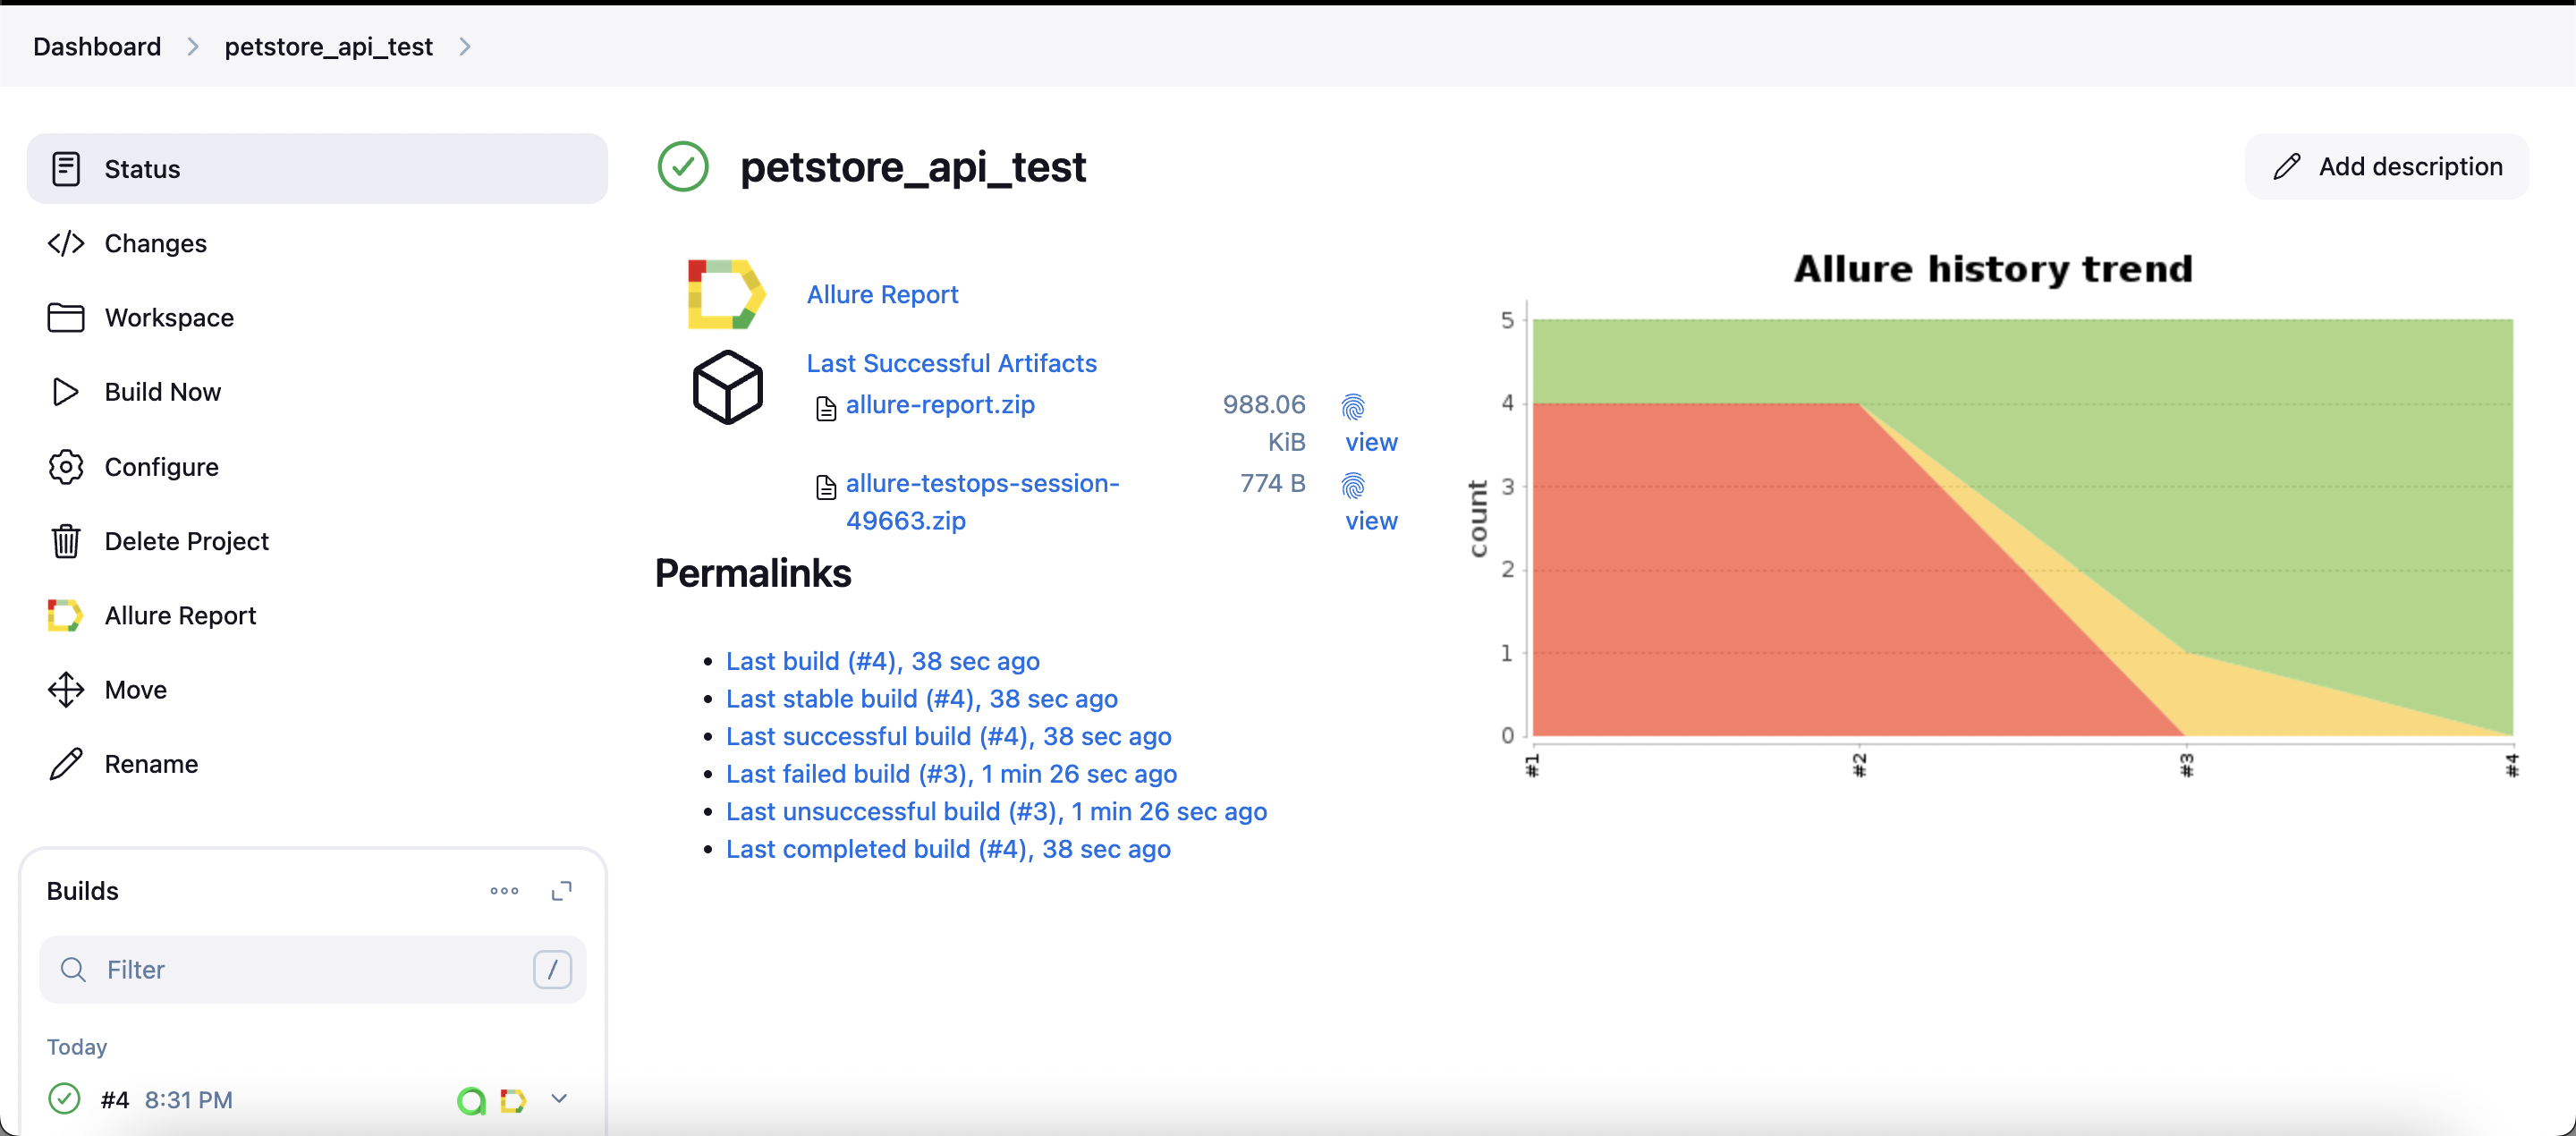 Dashboard > petstore_api_test >
Status
Changes
Workspace
Build Now
Configure
Delete Project
Allure Report
Move
Rename
Builds
Filter
/
Today
#4 8:31 PM
petstore_api_test
Add description
Allure Report
Last Successful Artifacts
allure-report.zip 988.06
KiB view
allure-testops-session- 774 B
49663.zip view
Permalinks
Last build (#4), 38 sec ago
Last stable build (#4), 38 sec ago
Last successful build (#4), 38 sec ago
Last failed build (#3), 1 min 26 sec ago
Last unsuccessful build (#3), 1 min 26 sec ago
Last completed build (#4), 38 sec ago
Allure history trend
count
5
4
3
2
1
0
#1
#2
#3
#4